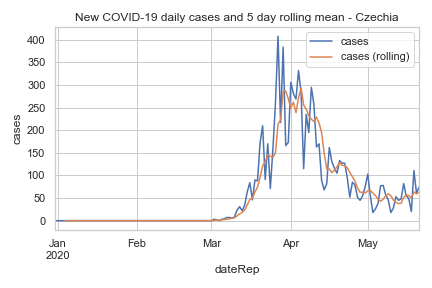 New COVID-19 daily cases and 5 day rolling mean - Czechia
cases
cases (rolling)
400
350
300
250
200
150
100
50
0
cases
Jan
2020
Feb
Mar
Apr
May
dateRep